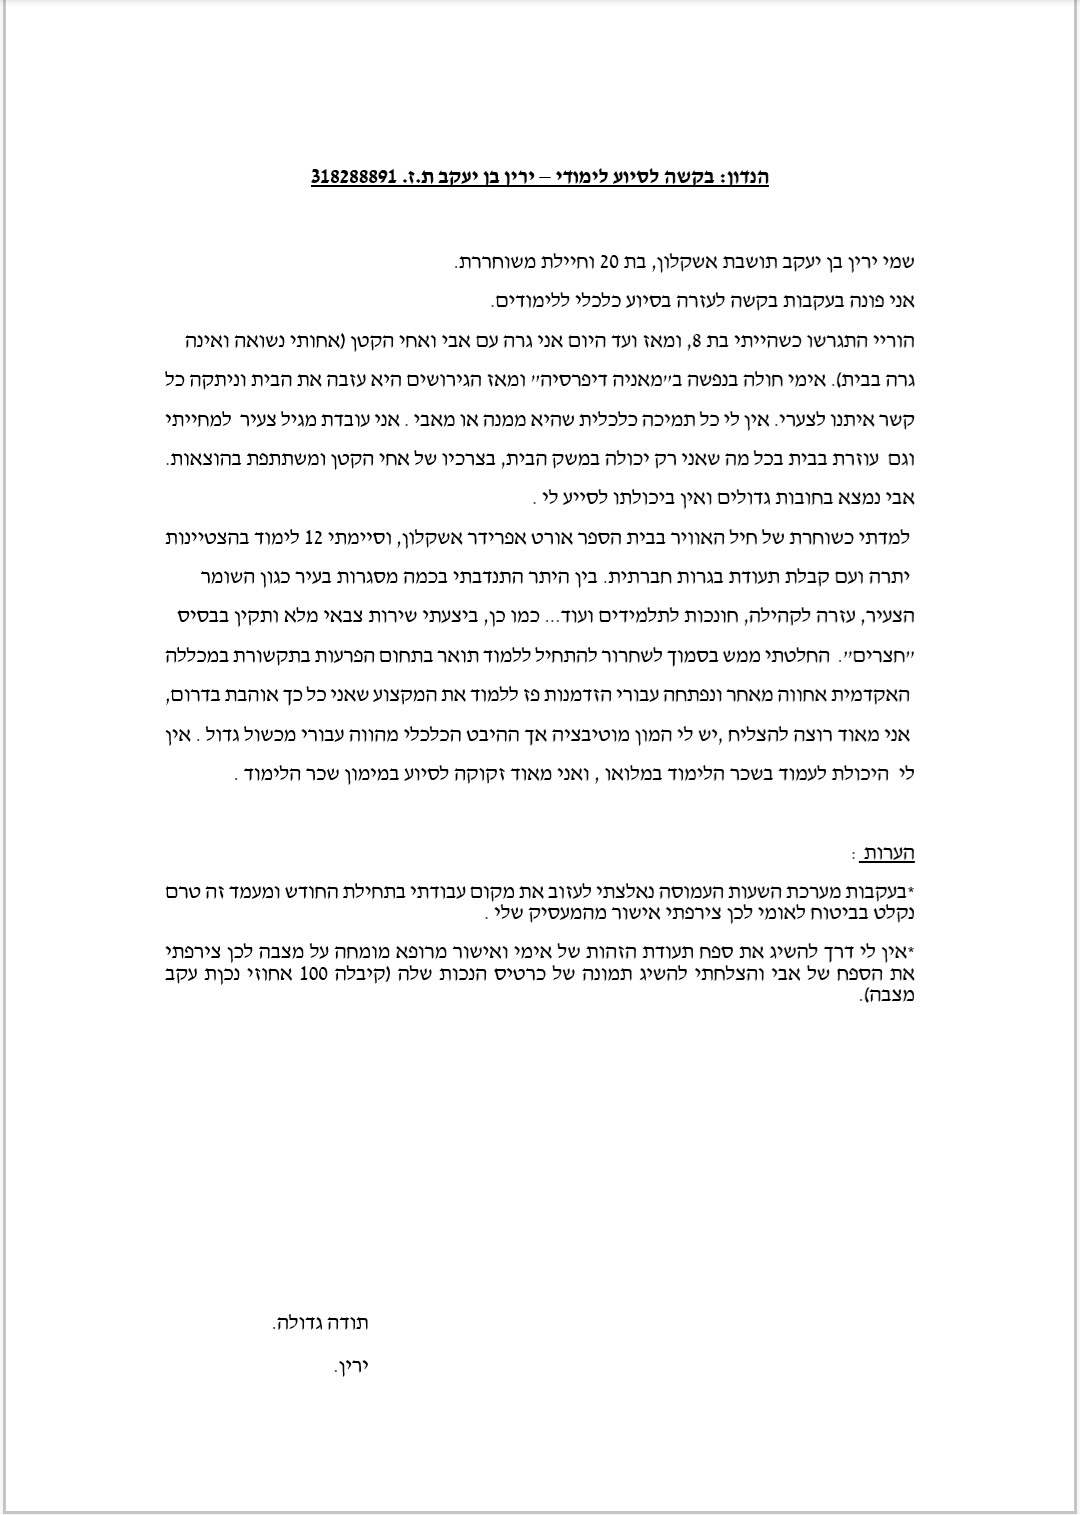 הנדון: בקשה לסיוע לימודי – ירין בן יעקב ת.ז. 318288891
שמי ירין בן יעקב תושבת אשקלון, בת 20 וחיילת משוחררת.
אני פונה בעקבות בקשה לעזרה בסיוע כלכלי ללימודים.
הוריי התגרשו כשהייתי בת 8, ומאז ועד היום אני גרה עם אבי ואחי הקטן (אחותי נשואה ואינה
גרה בבית). אימי חולה בנפשה ב"מאניה דיפרסיה" ומאז הגירושים היא עזבה את הבית וניתקה כל
קשר איתנו לצערי. אין לי כל תמיכה כלכלית שהיא ממנה או מאבי . אני עובדת מגיל צעיר למחייתי
וגם עוזרת בבית בכל מה שאני רק יכולה במשק הבית, בצרכיו של אחי הקטן ומשתתפת בהוצאות.
אבי נמצא בחובות גדולים ואין ביכולתו לסייע לי .
למדתי כשוחרת של חיל האוויר בבית הספר אורט אפרידר אשקלון, וסיימתי 12 לימוד בהצטיינות
יתרה ועם קבלת תעודת בגרות חברתית. בין היתר התנדבתי בכמה מסגרות בעיר כגון השומר
הצעיר, עזרה לקהילה, חונכות לתלמידים ועוד... כמו כן, ביצעתי שירות צבאי מלא ותקין בבסיס
"חצרים". החלטתי ממש בסמוך לשחרור להתחיל ללמוד תואר בתחום הפרעות בתקשורת במכללה
האקדמית אחווה מאחר ונפתחה עבורי הזדמנות פז ללמוד את המקצוע שאני כל כך אוהבת בדרום,
אני מאוד רוצה להצליח ,יש לי המון מוטיבציה אך ההיבט הכלכלי מהווה עבורי מכשול גדול . אין
לי היכולת לעמוד בשכר הלימוד במלואו , ואני מאוד זקוקה לסיוע במימון שכר הלימוד .
הערות :
*בעקבות מערכת השעות העמוסה נאלצתי לעזוב את מקום עבודתי בתחילת החודש ומעמד זה טרם
נקלט בביטוח לאומי לכן צירפתי אישור מהמעסיק שלי .
*אין לי דרך להשיג את ספח תעודת הזהות של אימי ואישור מרופא מומחה על מצבה לכן צירפתי
את הספח של אבי והצלחתי להשיג תמונה של כרטיס הנכות שלה (קיבלה 100 אחוזי נכןת עקב
מצבה).
תודה גדולה.
ירין.